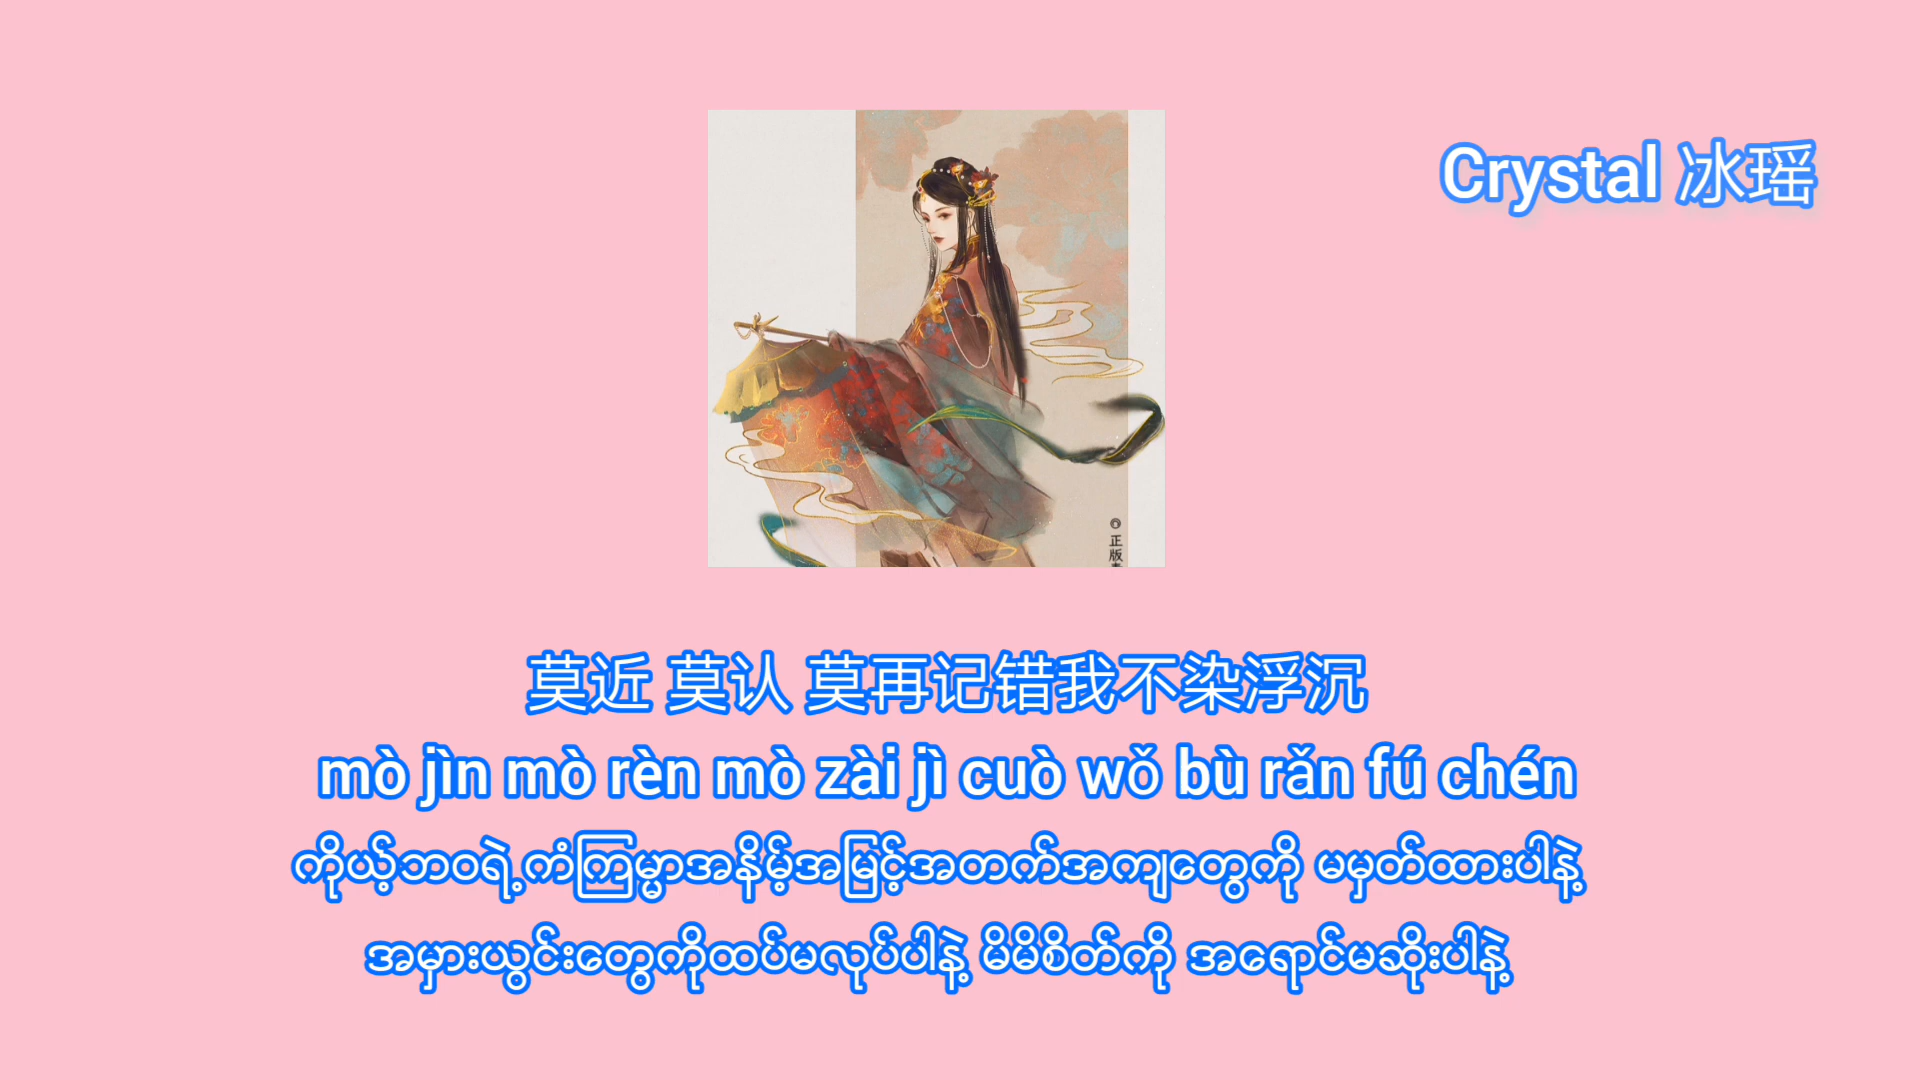 Crystal 冰瑶
正版
莫近 莫认 莫再记错我不染浮沉
mò jìn mò rèn mò zài jì cuò wǒ bù rǎn fú chén
ကိုယ့်ဘဝရဲ့ကံကြမ္မာအနိမ့်အမြင့်အတက်အကျတွေကို မမှတ်ထားပါနဲ့
အမှားယွင်းတွေကိုထပ်မလုပ်ပါနဲ့ မိမိစိတ်ကို အရောင်မဆိုးပါနဲ့